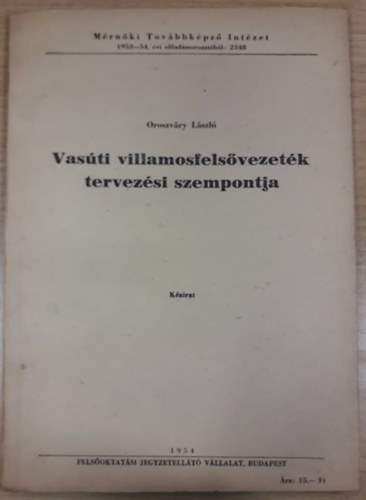 Mérnöki Továbbképző Intézet
1953—54. évi előadássorozatából: 2348
Oroszváry László
Vasúti villamosfelsővezeték
tervezési szempontja
Kézirat
1954
FELSŐOKTATÁSI JEGYZETELLÁTÓ VÁLLALAT, BUDAPEST
Ára: 15.— Ft